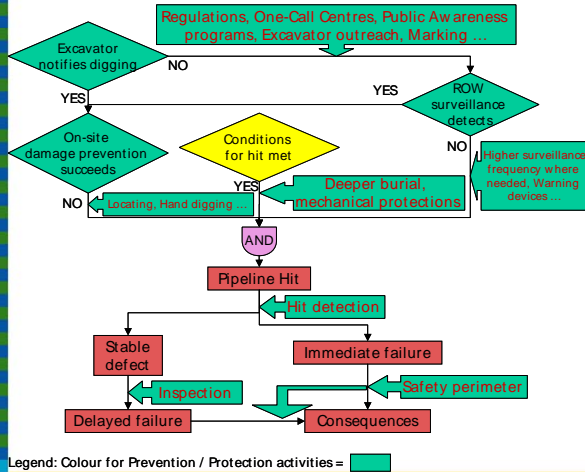 Regulations, One-Call Centres, Public Awareness
programs, Excavator outreach, Marking ...
Excavator
notifies digging
NO
YES
YES
ROW
surveillance
detects
On-site
damage prevention
succeeds
Conditions
for hit met
NO
Higher surveillance
frequency where
needed, Warning
devices ...
YES
Deeper burial,
mechanical protections
NO
Locating, Hand digging ...
AND
Pipeline Hit
Hit detection
Stable
defect
Immediate failure
Inspection
Safety perimeter
Delayed failure
Consequences
Legend: Colour for Prevention / Protection activities =